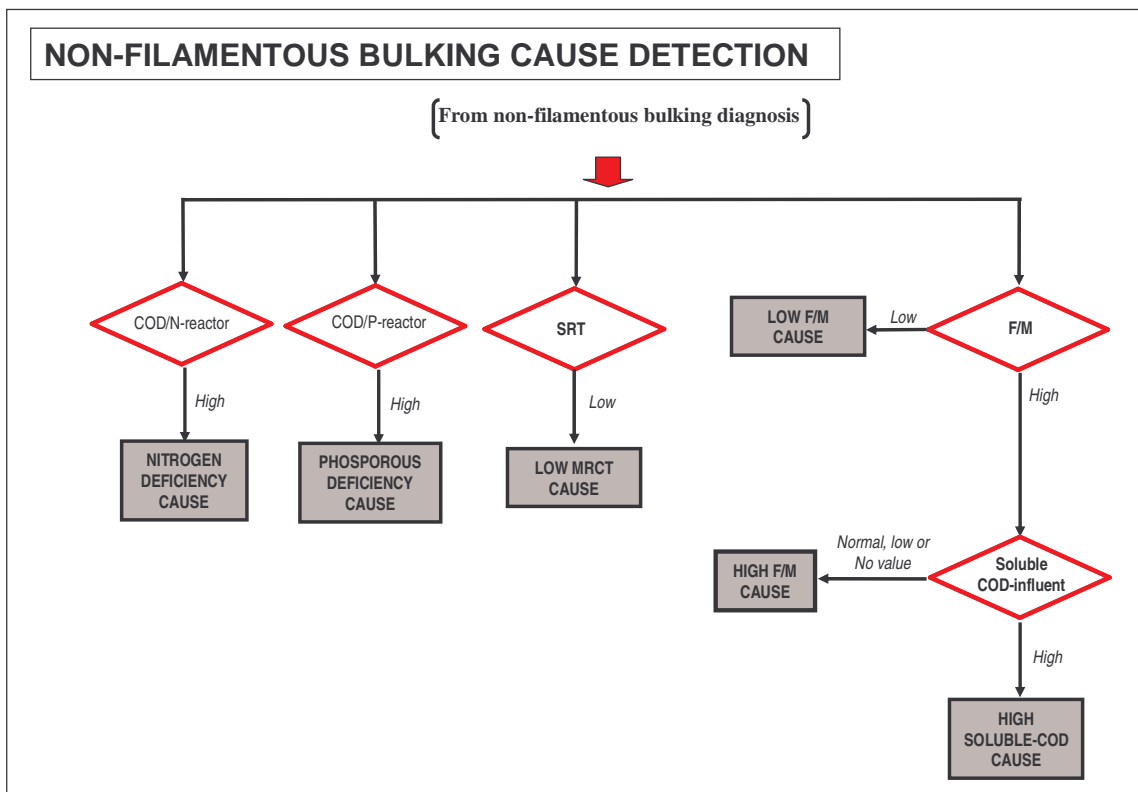 NON-FILAMENTOUS BULKING CAUSE DETECTION
From non-filamentous bulking diagnosis
COD/N-reactor
COD/P-reactor
SRT
LOW F/M
CAUSE
Low
F/M
High
High
Low
High
NITROGEN
DEFICIENCY
CAUSE
PHOSPOROUS
DEFICIENCY
CAUSE
LOW MRCT
CAUSE
Normal, low or
No value
HIGH F/M
CAUSE
Soluble
COD-influent
High
HIGH
SOLUBLE-COD
CAUSE